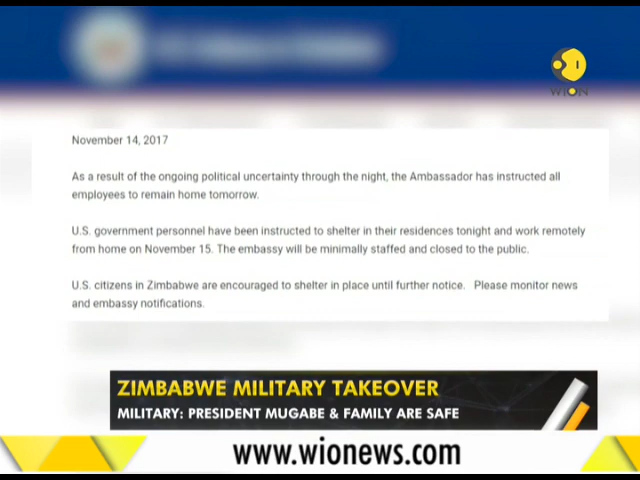 WION
November 14, 2017
As a result of the ongoing political uncertainty through the night, the Ambassador has instructed all
employees to remain home tomorrow.
U.S. government personnel have been instructed to shelter in their residences tonight and work remotely
from home on November 15. The embassy will be minimally staffed and closed to the public.
U.S. citizens in Zimbabwe are encouraged to shelter in place until further notice.   Please monitor news
and embassy notifications.
ZIMBABWE MILITARY TAKEOVER
MILITARY: PRESIDENT MUGABE & FAMILY ARE SAFE
www.wionews.com